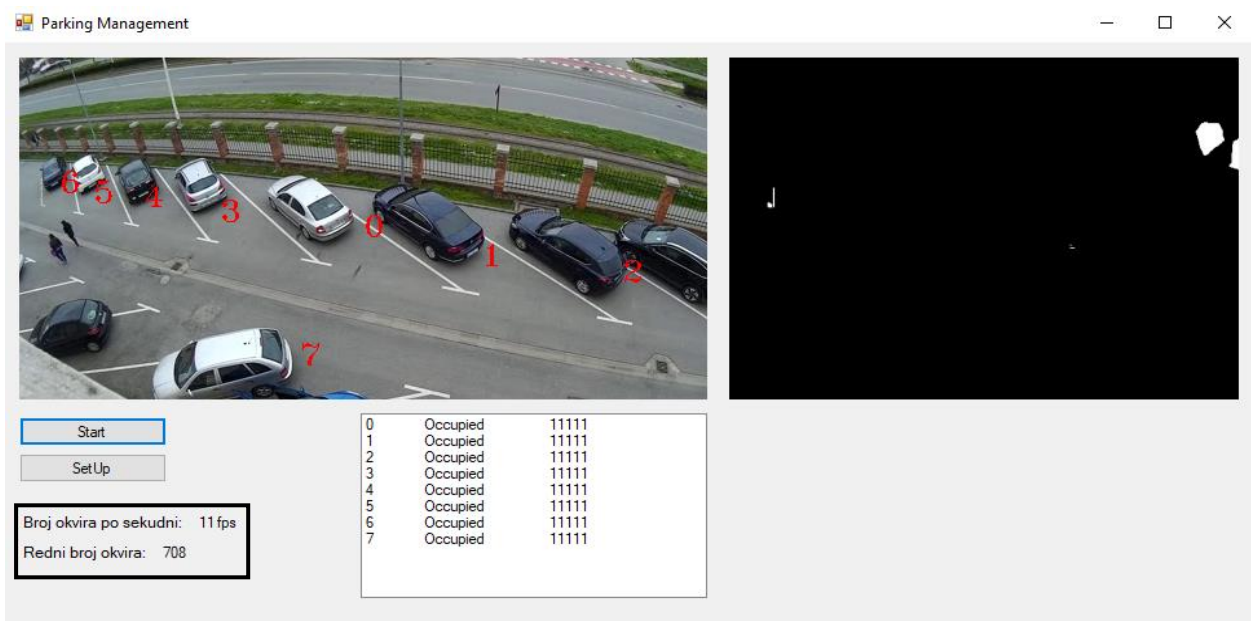 Parking Management
6
5
4
3
0
1
2
7
Start
SetUp
Broj okvira po sekudni: 11 fps
Redni broj okvira: 708
0 Occupied 11111
1 Occupied 11111
2 Occupied 11111
3 Occupied 11111
4 Occupied 11111
5 Occupied 11111
6 Occupied 11111
7 Occupied 11111